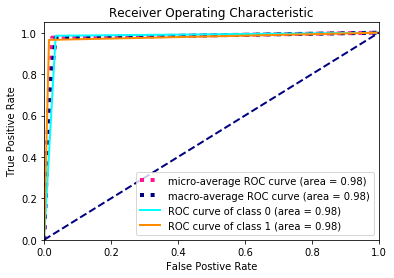 Receiver Operating Characteristic
True Positive Rate
1.0
0.8
0.6
0.4
0.2
0.0
micro-average ROC curve (area = 0.98)
macro-average ROC curve (area = 0.98)
ROC curve of class 0 (area = 0.98)
ROC curve of class 1 (area = 0.98)
0.0 0.2 0.4 0.6 0.8 1.0
False Postive Rate